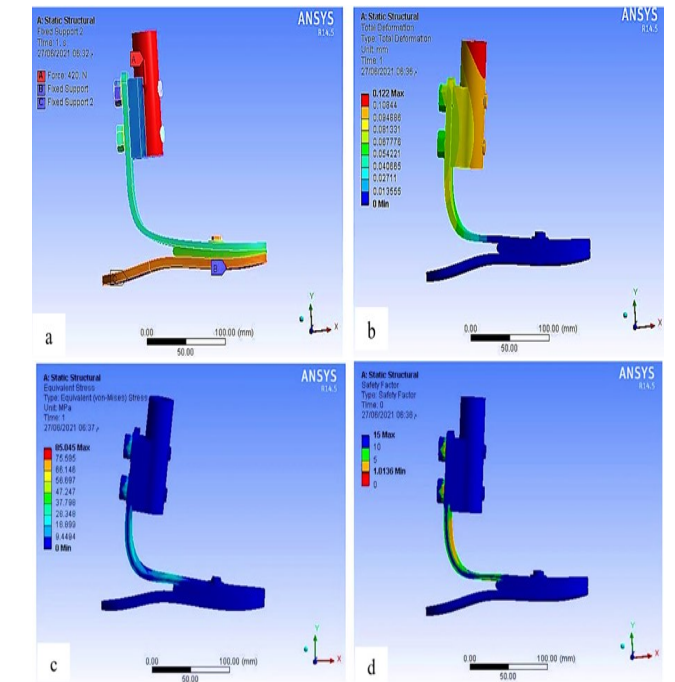 A: Static Structural
Fixed Support 2
Time: 1. s
27/06/2021 06:32
A Force: 420. N
B Fixed Support
C Fixed Support 2
ANSYS
R14.5
A
B
Y
X
0.00 100.00 (mm)
50.00
a
A: Static Structural
Total Deformation
Type: Total Deformation
Unit: mm
Time: 1
27/06/2021 06:36
0.122 Max
0.10844
0.094886
0.081331
0.067776
0.054221
0.040665
0.02711
0.013555
0 Min
ANSYS
R14.5
Y
X
0.00 100.00 (mm)
50.00
b
A: Static Structural
Equivalent Stress
Type: Equivalent (von-Mises) Stress
Unit: MPa
Time: 1
27/06/2021 06:37
85.045 Max
75.595
66.146
56.697
47.247
37.798
28.348
18.899
9.4494
0 Min
ANSYS
R14.5
Y
X
0.00 100.00 (mm)
50.00
c
A: Static Structural
Safety Factor
Type: Safety Factor
Time: 0
27/06/2021 06:38
15 Max
10
5
1.0136 Min
0
ANSYS
R14.5
Y
X
0.00 100.00 (mm)
50.00
d